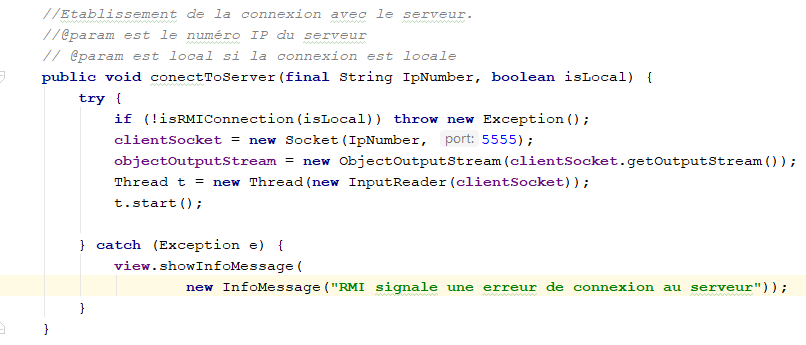 //Etablissement de la connexion avec le serveur.
//@param est le numéro IP du serveur
// @param est local si la connexion est locale
public void conectToServer(final String IpNumber, boolean isLocal) {
try {
if (!isRMIConnection(isLocal)) throw new Exception();
clientSocket = new Socket(IpNumber, port: 5555);
objectOutputStream = new ObjectOutputStream(clientSocket.getOutputStream());
Thread t = new Thread(new InputReader(clientSocket));
t.start();
} catch (Exception e) {
view.showInfoMessage(
new InfoMessage("RMI signale une erreur de connexion au serveur"));
}
}